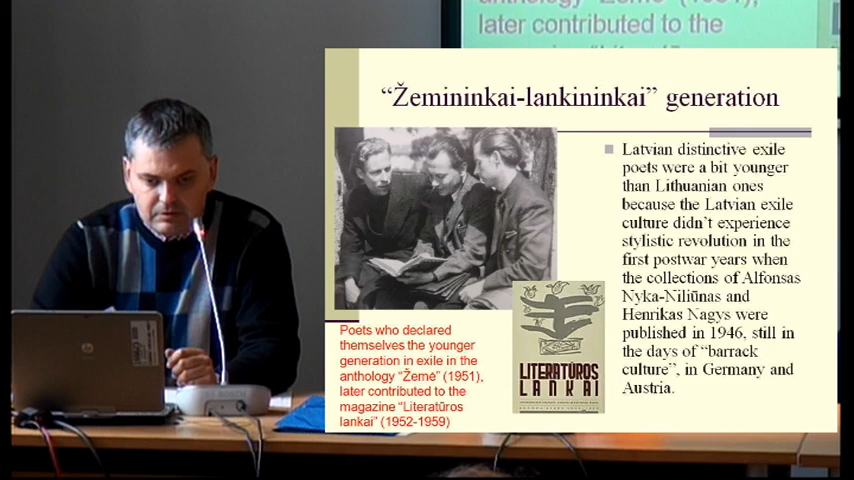 anthology “Žemė” (1951),
later contributed to the
“Žemininkai-lankininkai” generation
Latvian distinctive exile
poets were a bit younger
than Lithuanian ones
because the Latvian exile
culture didn’t experience
stylistic revolution in the
first postwar years when
the collections of Alfonsas
Nyka-Niliūnas and
Henrikas Nagys were
published in 1946, still in
the days of “barrack
culture”, in Germany and
Austria.
Poets who declared
themselves the younger
generation in exile in the
anthology “Žemė” (1951),
later contributed to the
magazine “Literatūros
lankai” (1952-1959)
LITERATŪROS
LANKAI